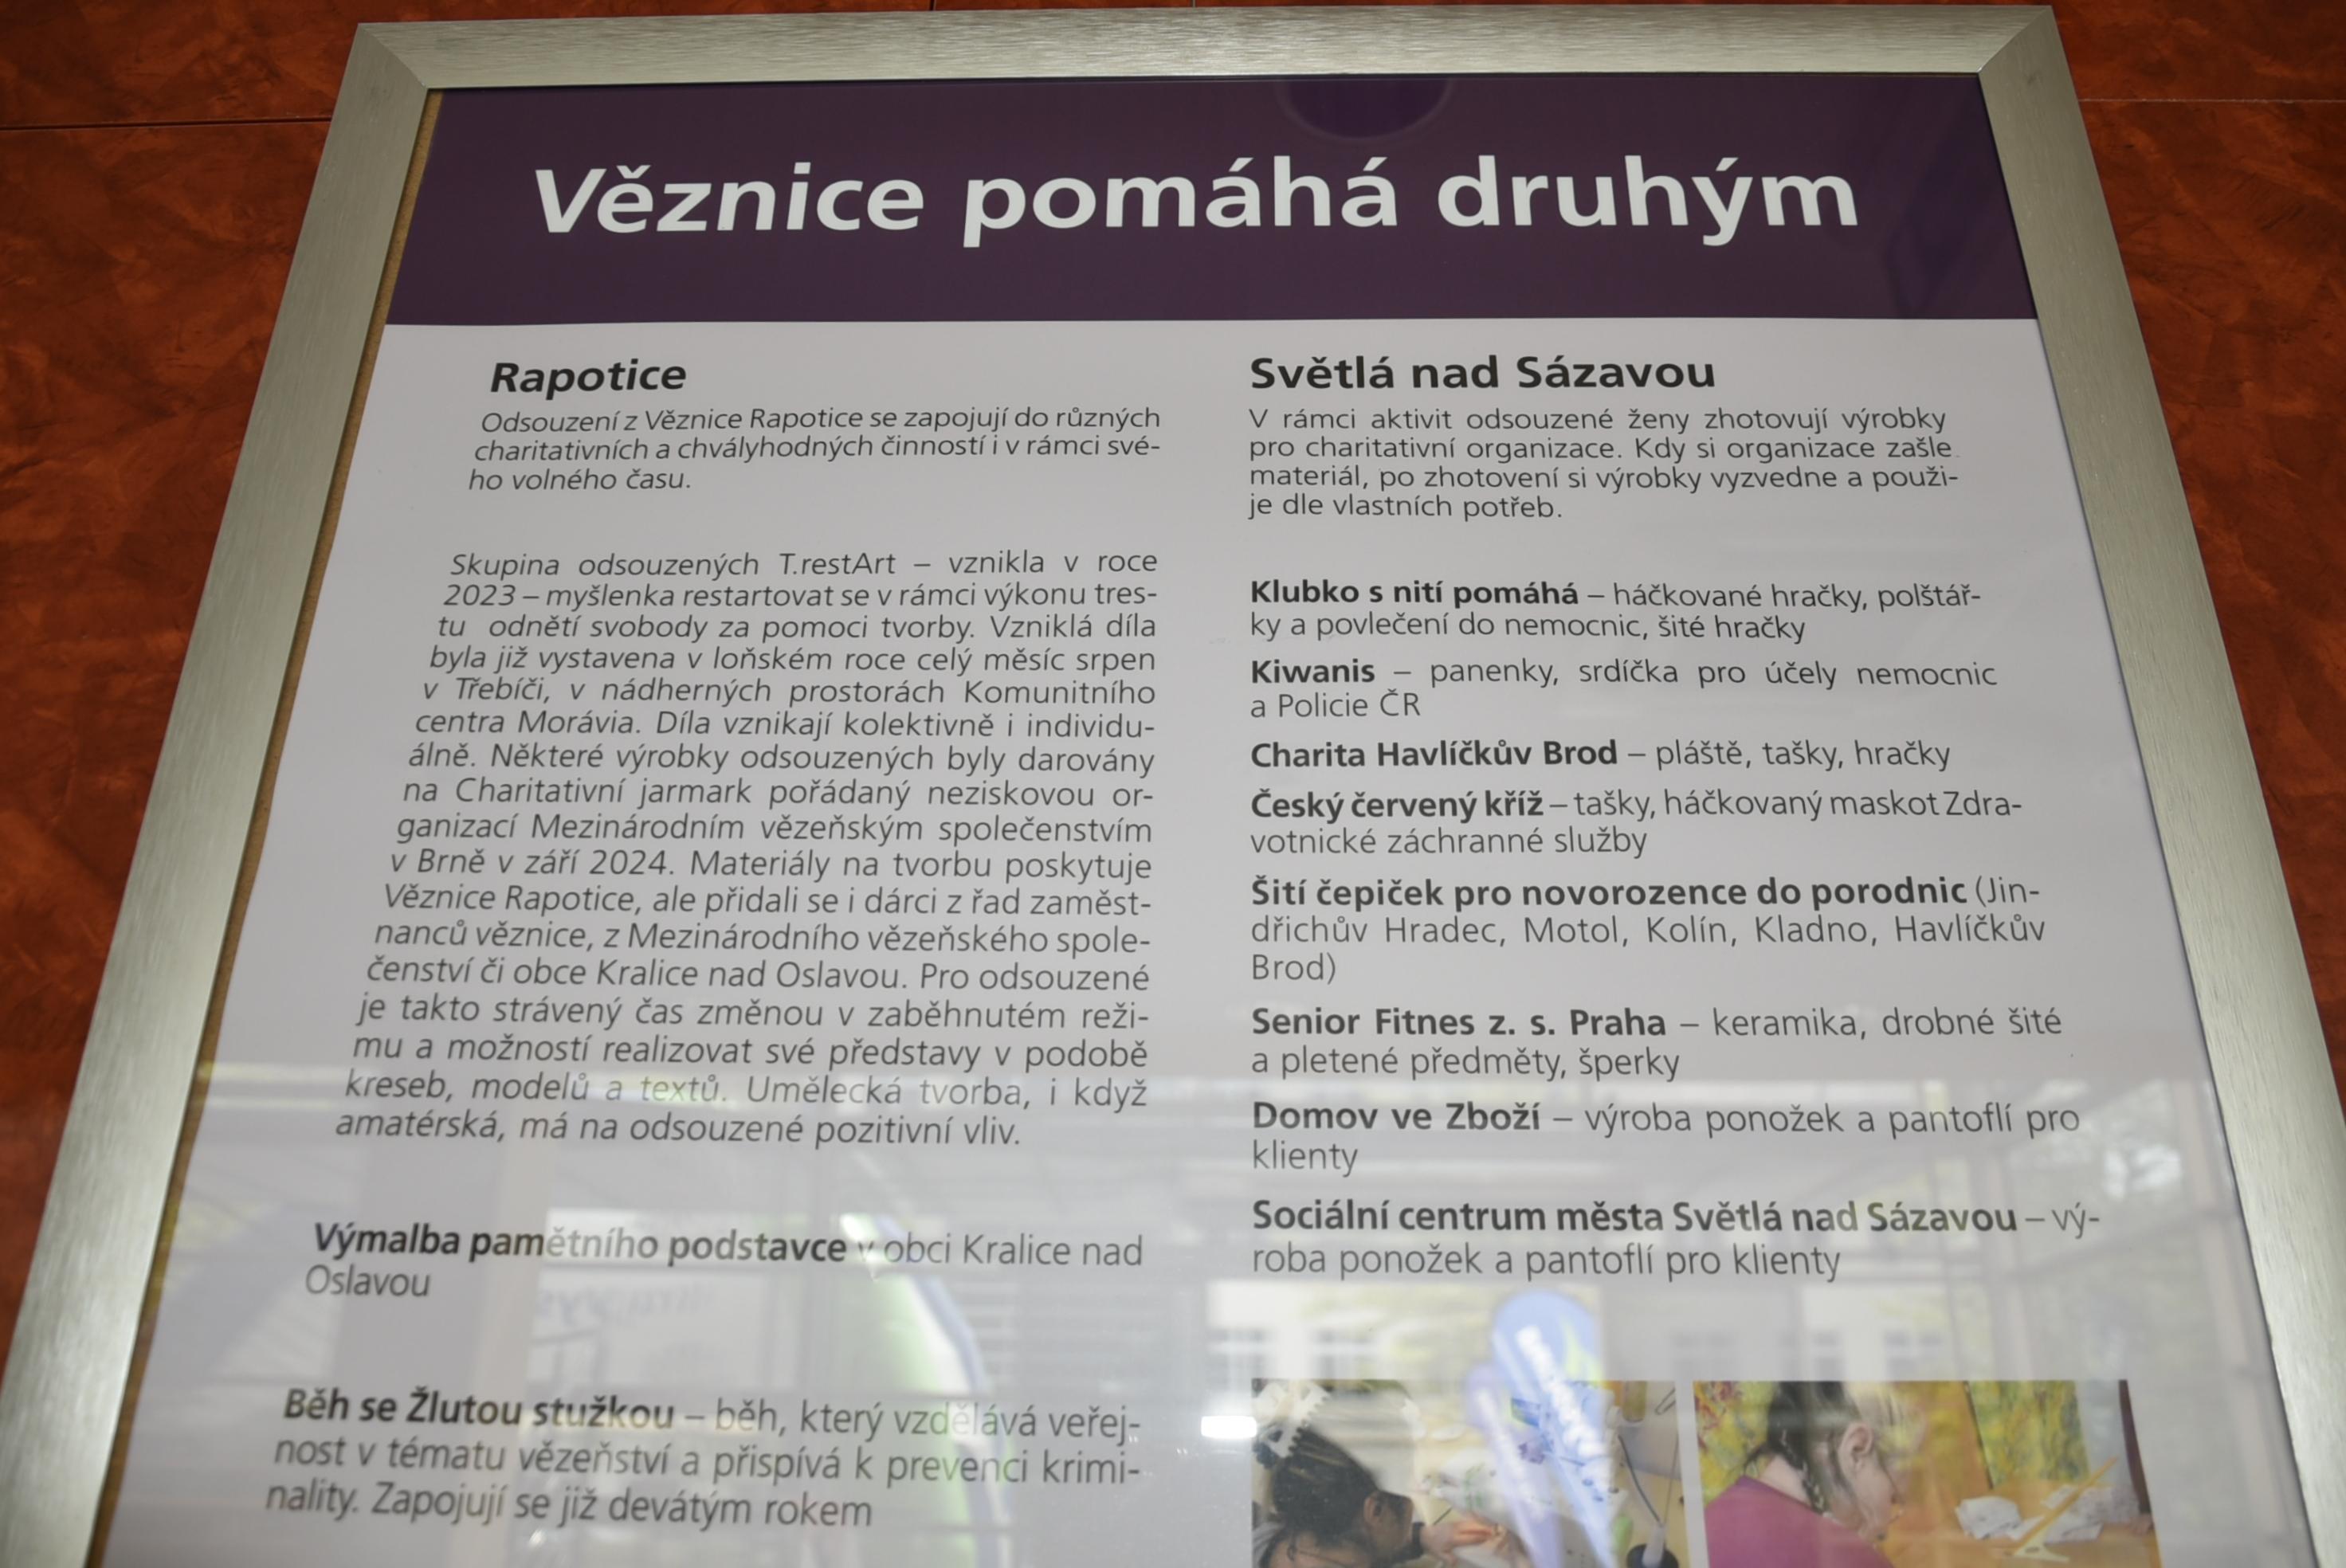 Věznice pomáhá druhým
Rapotice
Odsouzení z Věznice Rapotice se zapojují do různých
charitativních a chvályhodných činností i v rámci své-
ho volného času.
Skupina odsouzených T.restArt – vznikla v roce
2023 – myšlenka restartovat se v rámci výkonu tres-
tu odnětí svobody za pomoci tvorby. Vzniklá díla
byla již vystavena v loňském roce celý měsíc srpen
v Třebíči, v nádherných prostorách Komunitního
centra Morávia. Díla vznikají kolektivně i individu-
álně. Některé výrobky odsouzených byly darovány
na Charitativní jarmark pořádaný neziskovou or-
ganizací Mezinárodním vězeňským společenstvím
v Brně v září 2024. Materiály na tvorbu poskytuje
Věznice Rapotice, ale přidali se i dárci z řad zaměst-
nanců věznice, z Mezinárodního vězeňského spole-
čenství či obce Kralice nad Oslavou. Pro odsouzené
je takto strávený čas změnou v zaběhnutém reži-
mu a možností realizovat své představy v podobě
kreseb, modelů a textů. Umělecká tvorba, i když
amatérská, má na odsouzené pozitivní vliv.
Výmalba pamětního podstavce v obci Kralice nad
Oslavou
Běh se Žlutou stužkou – běh, který vzdělává veřej-
nost v tématu vězeňství a přispívá k prevenci krimi-
nality. Zapojují se již devátým rokem
Světlá nad Sázavou
V rámci aktivit odsouzené ženy zhotovují výrobky
pro charitativní organizace. Kdy si organizace zašle
materiál, po zhotovení si výrobky vyzvedne a použi-
je dle vlastních potřeb.
Klubko s nití pomáhá – háčkované hračky, polštář-
ky a povlečení do nemocnic, šité hračky
Kiwanis – panenky, srdíčka pro účely nemocnic
a Policie ČR
Charita Havlíčkův Brod – pláště, tašky, hračky
Český červený kříž – tašky, háčkovaný maskot Zdra-
votnické záchranné služby
Šití čepiček pro novorozence do porodnic (Jin-
dřichův Hradec, Motol, Kolín, Kladno, Havlíčkův
Brod)
Senior Fitnes z. s. Praha – keramika, drobné šité
a pletené předměty, šperky
Domov ve Zboží – výroba ponožek a pantoflí pro
klienty
Sociální centrum města Světlá nad Sázavou – vý-
roba ponožek a pantoflí pro klienty